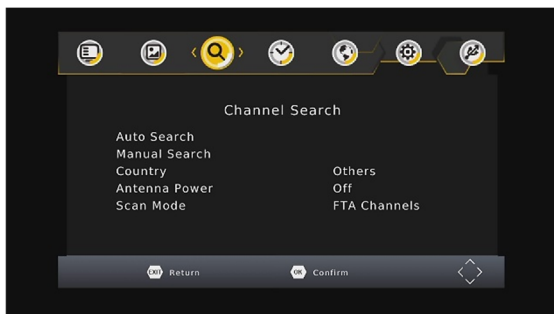 Channel Search
Auto Search
Manual Search
Country Others
Antenna Power Off
Scan Mode FTA Channels
EXIT Return OK Confirm